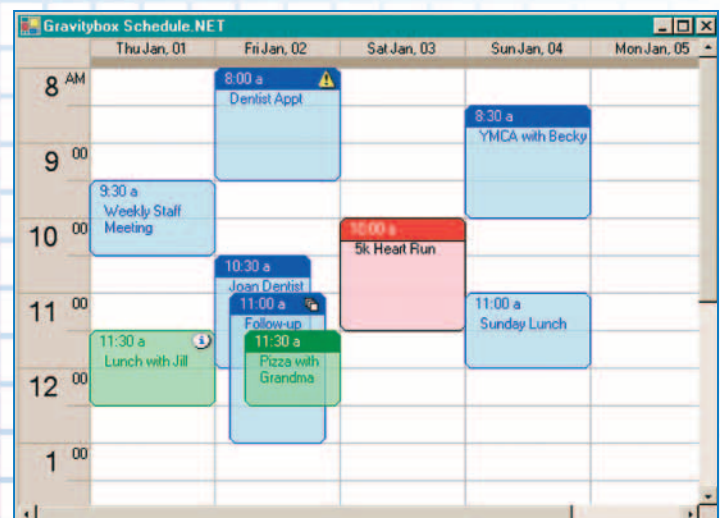 Gravitybox Schedule.NET
Thu Jan, 01 Fri Jan, 02 Sat Jan, 03 Sun Jan, 04 Mon Jan, 05
8 AM
8:00 a
Dentist Appt
8:30 a
YMCA with Becky
9 00
9:30 a
Weekly Staff
Meeting
10 00
10:00 a
5k Heart Run
10:30 a
Joan Dentist
11 00
11:00 a
Follow-up
11:00 a
Sunday Lunch
11:30 a
Lunch with Jill
11:30 a
Pizza with
Grandma
12 00
1 00